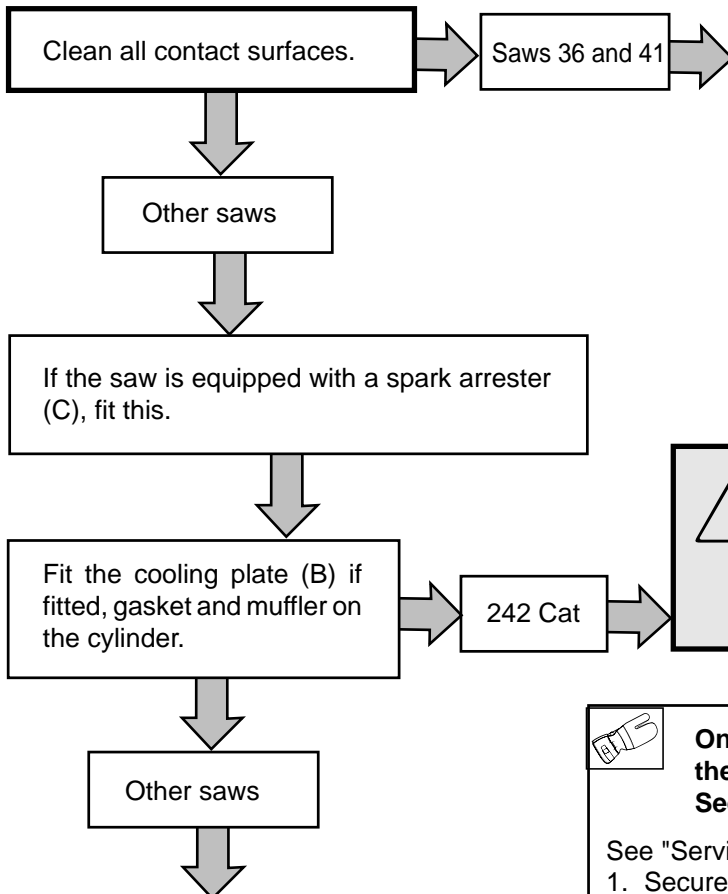 Clean all contact surfaces.
Saws 36 and 41
Other saws
If the saw is equipped with a spark arrester
(C), fit this.
Fit the cooling plate (B) if
fitted, gasket and muffler on
the cylinder.
242 Cat
Other saws
On
the
See "Servi
1. Secure